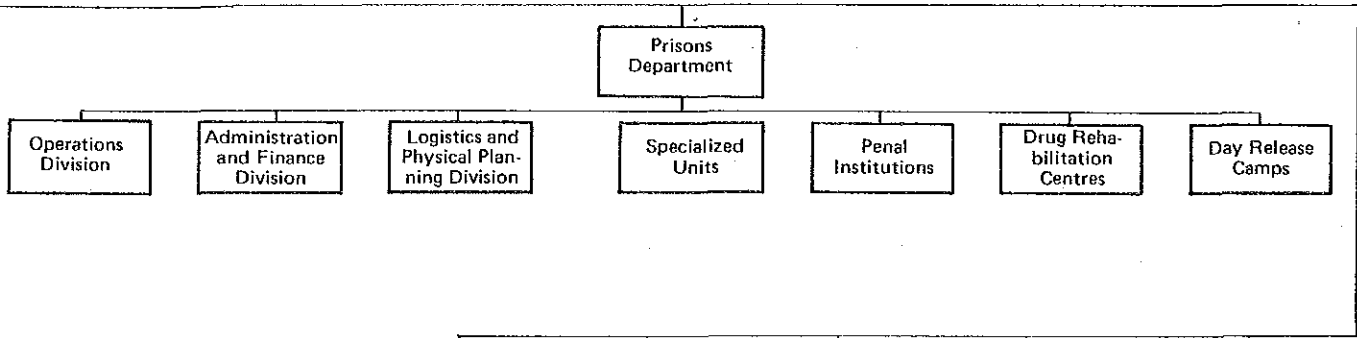 Prisons
Department
Operations
Division
Administration
and Finance
Division
Logistics and
Physical Plan-
ning Division
Specialized
Units
Penal
Institutions
Drug Reha-
bilitation
Centres
Day Release
Camps